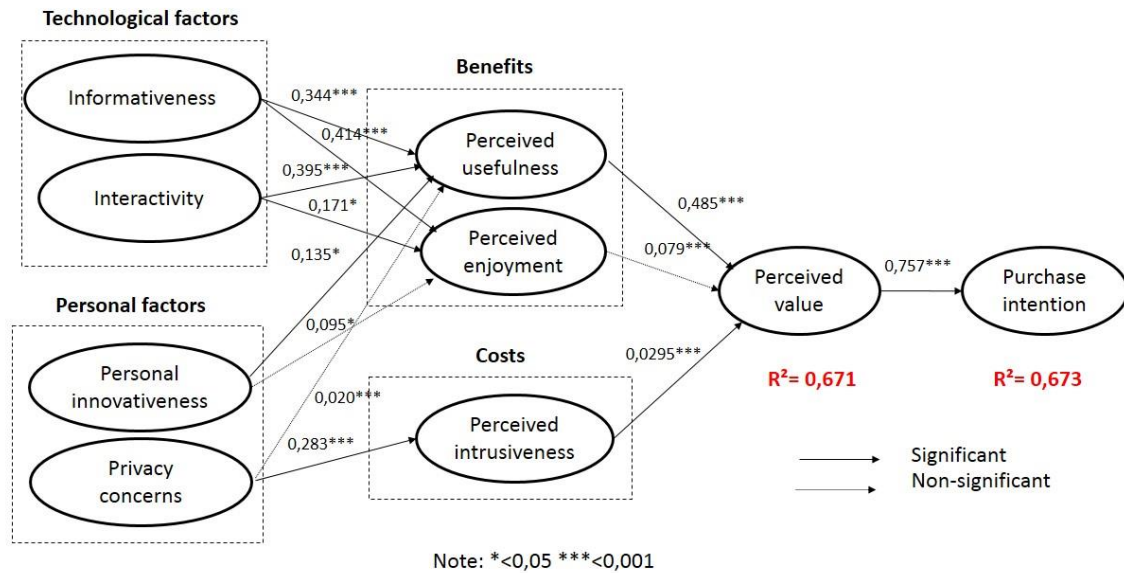 Technological factors
Informativeness
Interactivity
Personal factors
Personal
innovativeness
Privacy
concerns
0,344***
0,414***
0,395***
0,171*
0,135*
0,095*
0,020***
0,283***
Benefits
Perceived
usefulness
Perceived
enjoyment
Costs
Perceived
intrusiveness
0,485***
0,079***
0,0295***
Perceived
value
R²= 0,671
0,757***
Purchase
intention
R²= 0,673
Significant
Non-significant
Note: *<0,05 ***<0,001